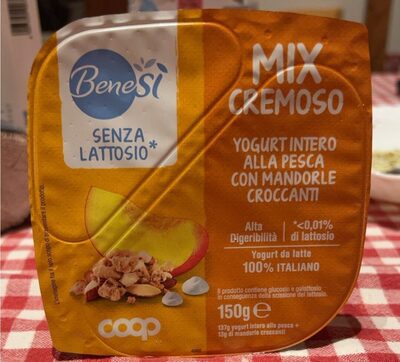 BeneSì
SENZA
LATTOSIO*
MIX
CREMOSO
YOGURT INTERO
ALLA PESCA
CON MANDORLE
CROCCANTI
Alta
Digeribilità
*<0,01%
di lattosio
Yogurt da latte
100% ITALIANO
Il prodotto contiene glucosio e galattosio
in conseguenza della scissione del lattosio.
150g e
137g yogurt intero alla pesca +
13g di mandorle croccanti
coop